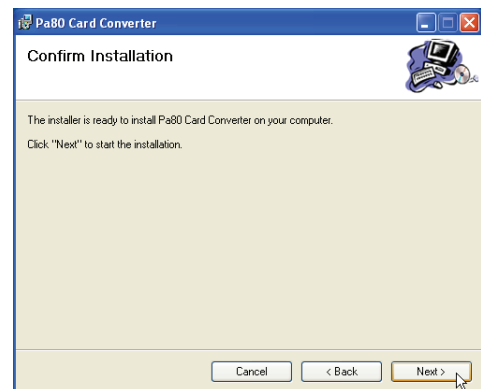 Pa80 Card Converter
Confirm Installation
The installer is ready to install Pa80 Card Converter on your computer.
Click "Next" to start the installation.
Cancel
< Back
Next >